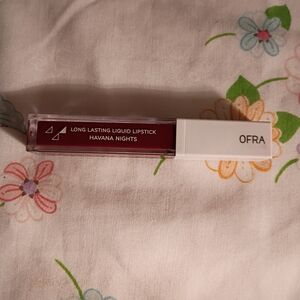 LONG LASTING LIQUID LIPSTICK
HAVANA NIGHTS
OFRA